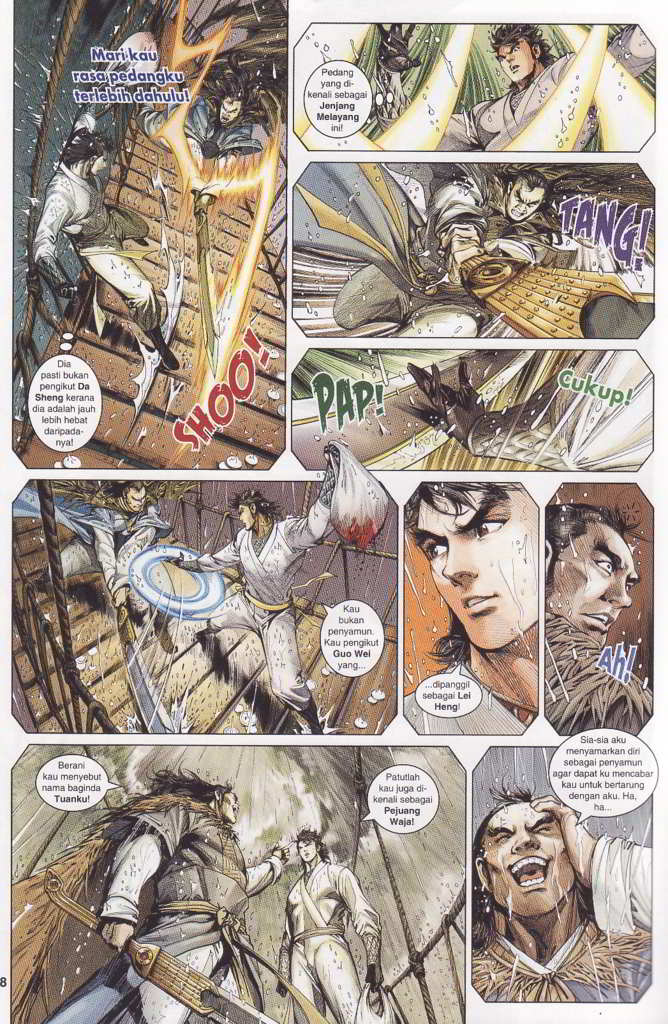 Mari kau
rasa pedangku
terlebih dahulu!
Dia
pasti bukan
pengikut Da
Sheng kerana
dia adalah jauh
lebih hebat
daripada-
nya!
SHOO!!
Pedang
yang di-
kenali sebagai
Jenjang
Melayang
ini!
TANG!
PAP!
Cukup!
Kau
bukan
penyamun.
Kau pengikut
Guo Wei
yang...
...dipanggil
sebagai Lei
Heng!
Ah!
Berani
kau menyebut
nama baginda
Tuanku!
Patutlah
kau juga di-
kenali sebagai
Pejuang
Waja!
Sia-sia aku
menyamarkan diri
sebagai penyamun
agar dapat ku mencabar
kau untuk bertarung
dengan aku. Ha,
ha...
8